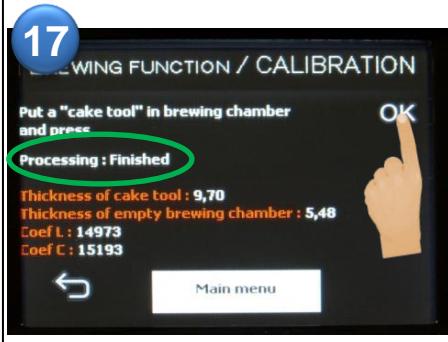 17
BREWING FUNCTION / CALIBRATION
Put a "cake tool" in brewing chamber
and press
OK
Processing : Finished
Thickness of cake tool : 9,70
Thickness of empty brewing chamber : 5,48
Coef L : 14973
Coef C : 15193
Main menu